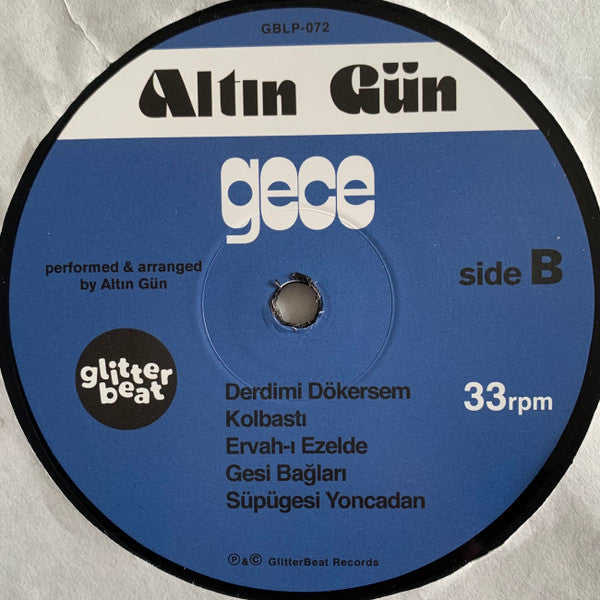 GBLP-072
Altın Gün
gece
performed & arranged
by Altın Gün
side B
glitter
beat
Derdimi Dökersem
Kolbastı
Ervah-ı Ezelde
Gesi Bağları
Süpügesi Yoncadan
33rpm
℗&© GlitterBeat Records